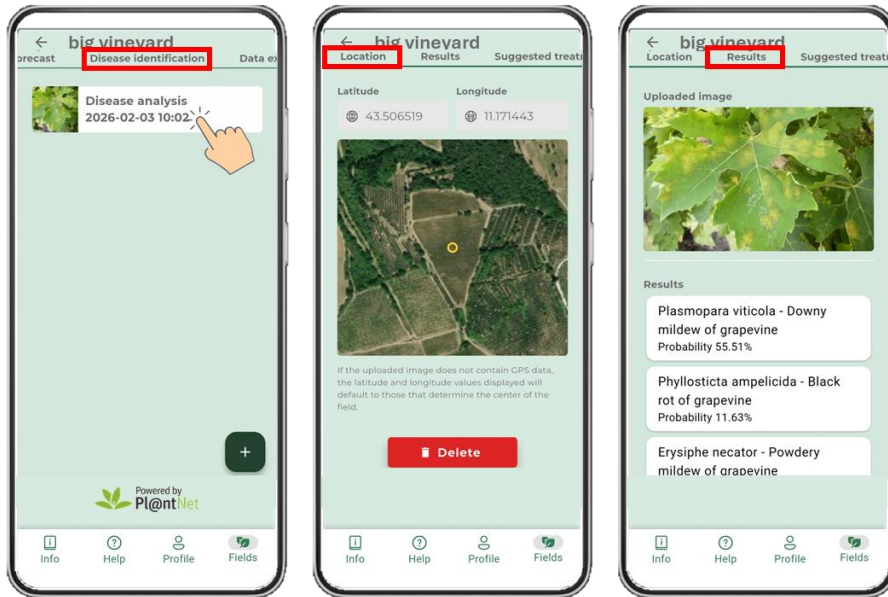 big vineyard
orecast Disease identification Data ex
Disease analysis
2026-02-03 10:02
+
Powered by
Pl@ntNet
Info Help Profile Fields
big vineyard
Location Results Suggested treatr
Latitude Longitude
43.506519 11.171443
If the uploaded image does not contain GPS data,
the latitude and longitude values displayed will
default to those that determine the center of the
field.
Delete
Info Help Profile Fields
big vineyard
Location Results Suggested treatr
Uploaded image
Results
Plasmopara viticola - Downy
mildew of grapevine
Probability 55.51%
Phyllosticta ampelicida - Black
rot of grapevine
Probability 11.63%
Erysiphe necator - Powdery
mildew of grapevine
Info Help Profile Fields